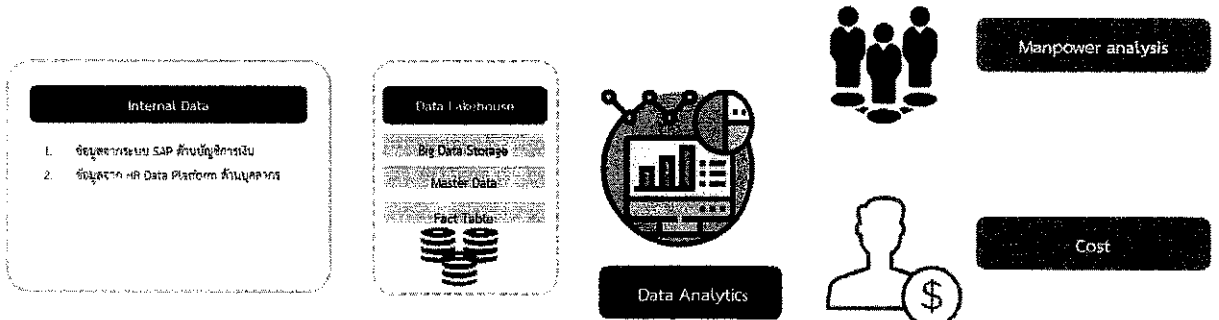 Internal Data
1. ข้อมูลจากระบบ SAP ด้านบัญชีการเงิน
2. ข้อมูลจาก HR Data Platform ด้านบุคลากร
Data Lakehouse
Big Data Storage
Master Data
Fact Table
Data Analytics
Manpower analysis
Cost
$